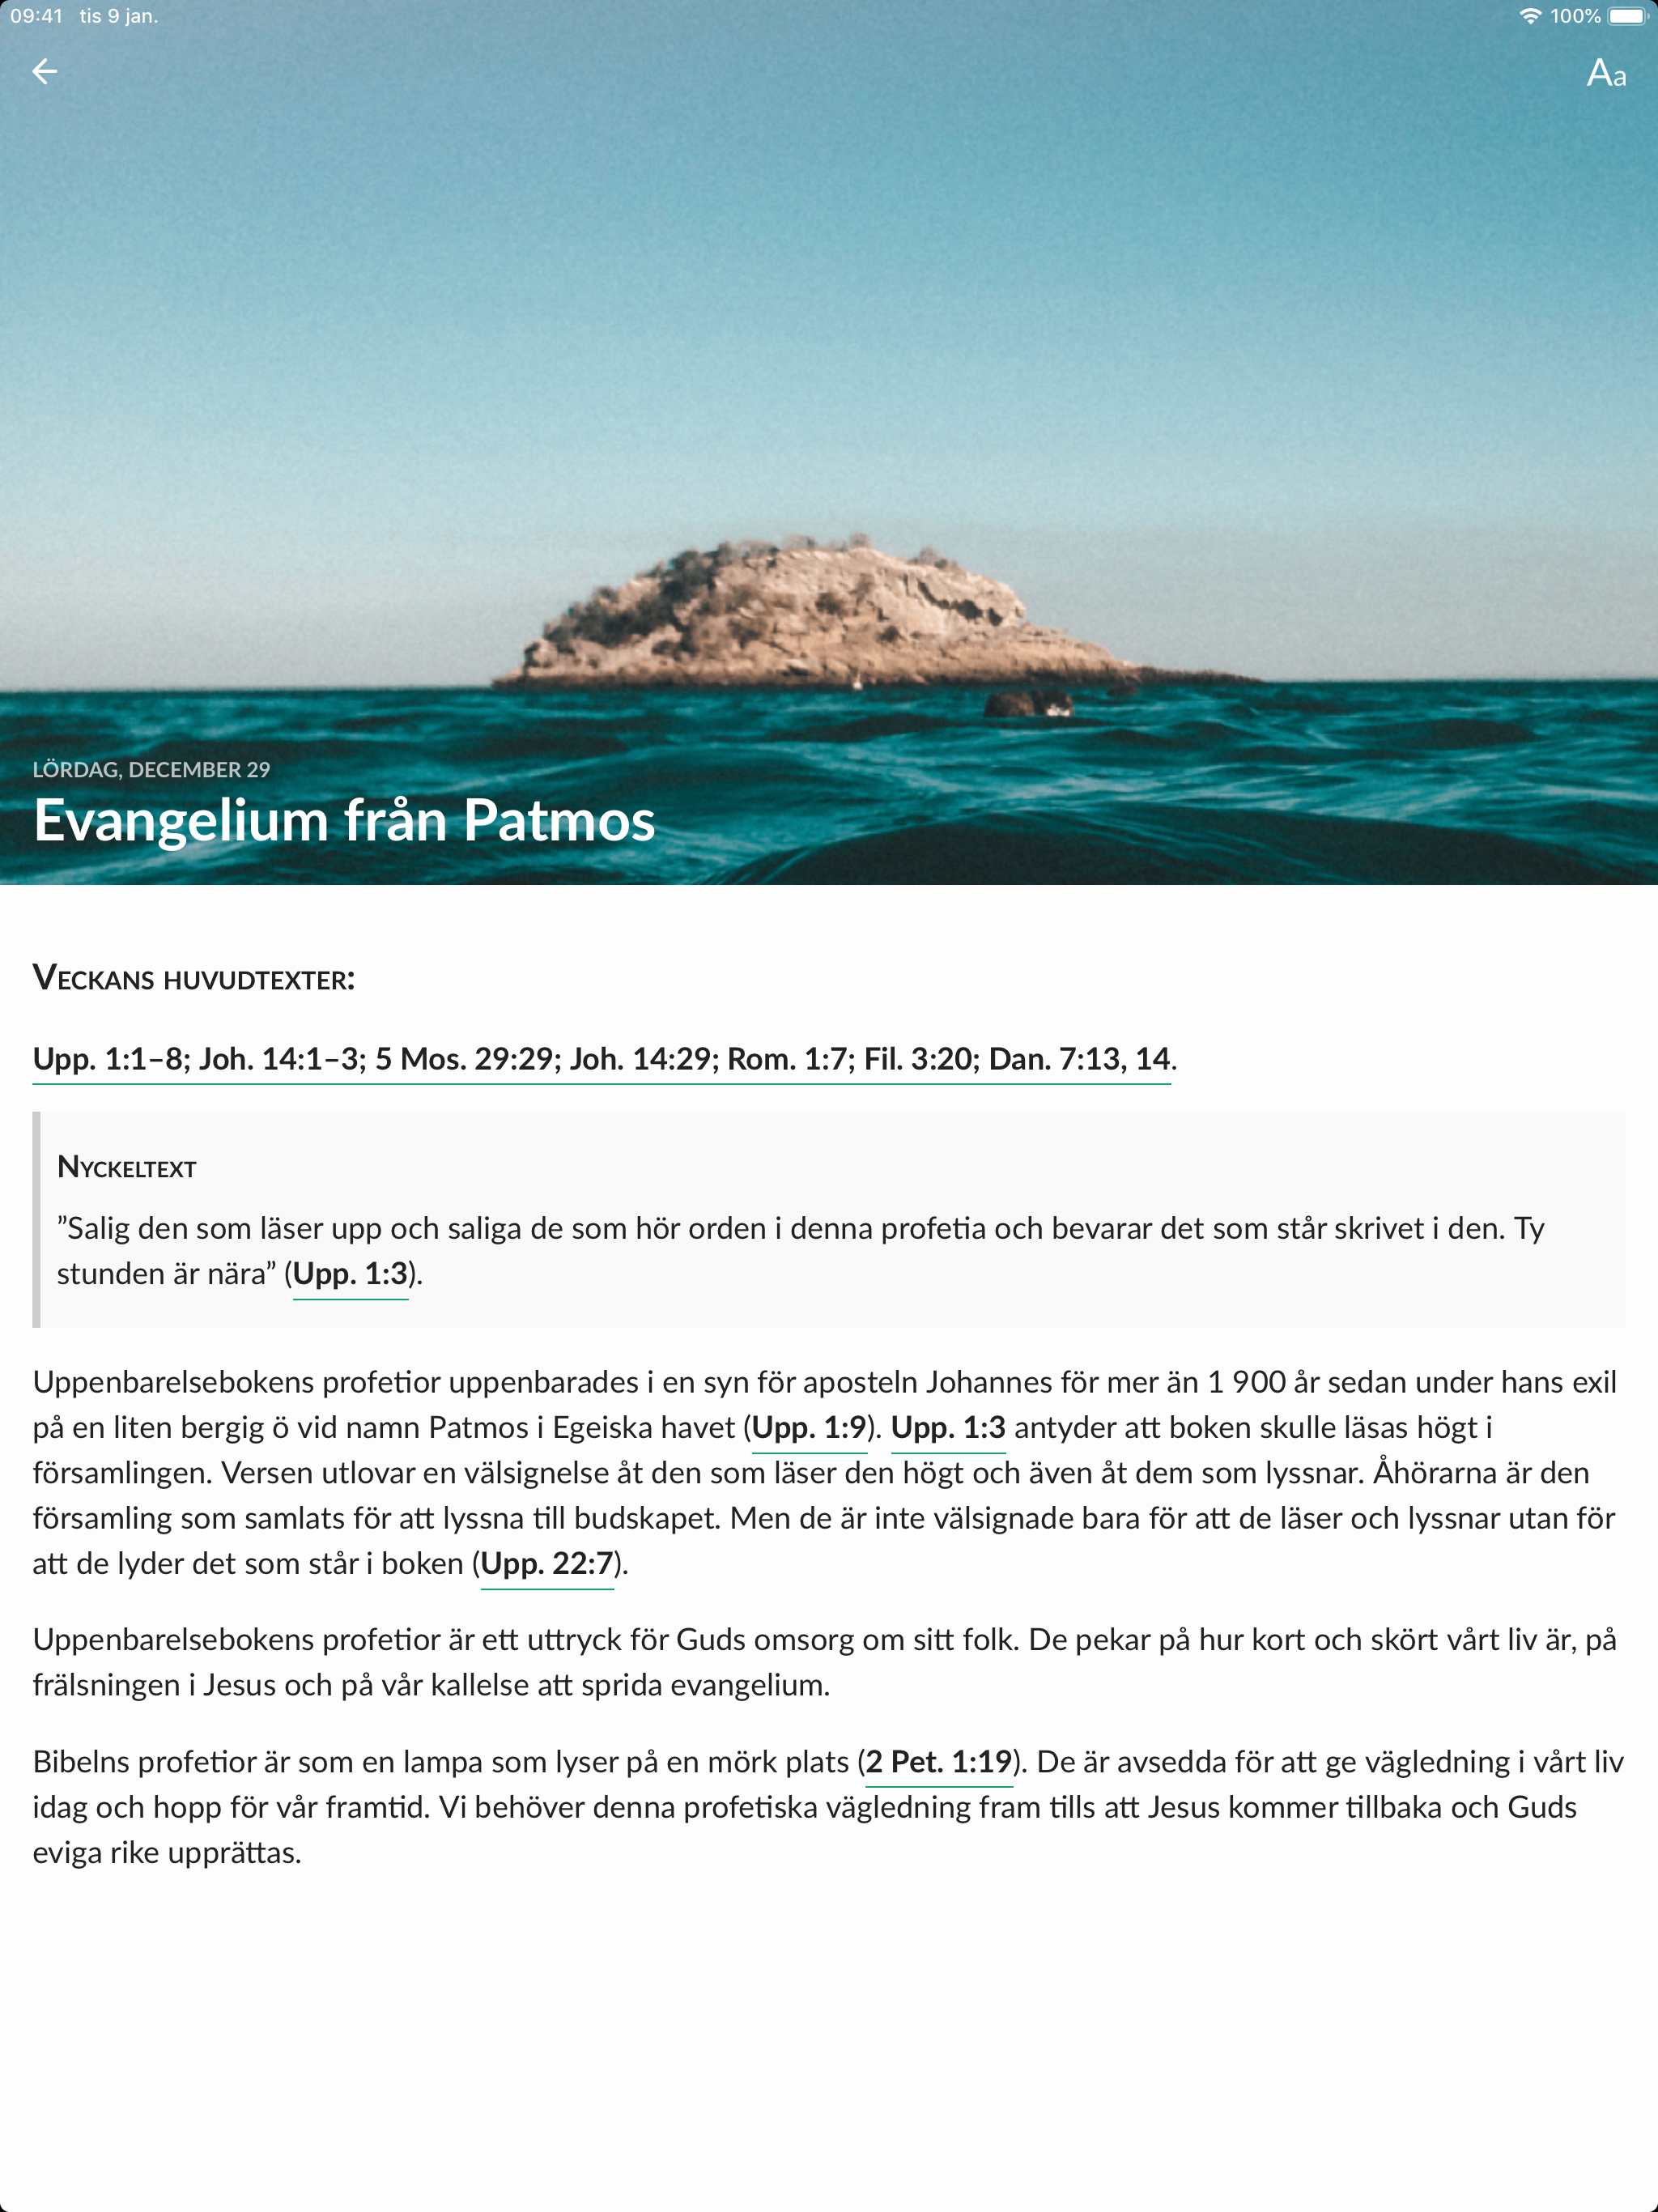 09:41 tis 9 jan. 100%
Aa
LÖRDAG, DECEMBER 29
Evangelium från Patmos
VECKANS HUVUDTEXTER:
Upp. 1:1–8; Joh. 14:1–3; 5 Mos. 29:29; Joh. 14:29; Rom. 1:7; Fil. 3:20; Dan. 7:13, 14.
NYCKELTEXT
”Salig den som läser upp och saliga de som hör orden i denna profetia och bevarar det som står skrivet i den. Ty
stunden är nära” (Upp. 1:3).
Uppenbarelsebokens profetior uppenbarades i en syn för aposteln Johannes för mer än 1 900 år sedan under hans exil
på en liten bergig ö vid namn Patmos i Egeiska havet (Upp. 1:9). Upp. 1:3 antyder att boken skulle läsas högt i
församlingen. Versen utlovar en välsignelse åt den som läser den högt och även åt dem som lyssnar. Åhörarna är den
församling som samlats för att lyssna till budskapet. Men de är inte välsignade bara för att de läser och lyssnar utan för
att de lyder det som står i boken (Upp. 22:7).
Uppenbarelsebokens profetior är ett uttryck för Guds omsorg om sitt folk. De pekar på hur kort och skört vårt liv är, på
frälsningen i Jesus och på vår kallelse att sprida evangelium.
Bibelns profetior är som en lampa som lyser på en mörk plats (2 Pet. 1:19). De är avsedda för att ge vägledning i vårt liv
idag och hopp för vår framtid. Vi behöver denna profetiska vägledning fram tills att Jesus kommer tillbaka och Guds
eviga rike upprättas.